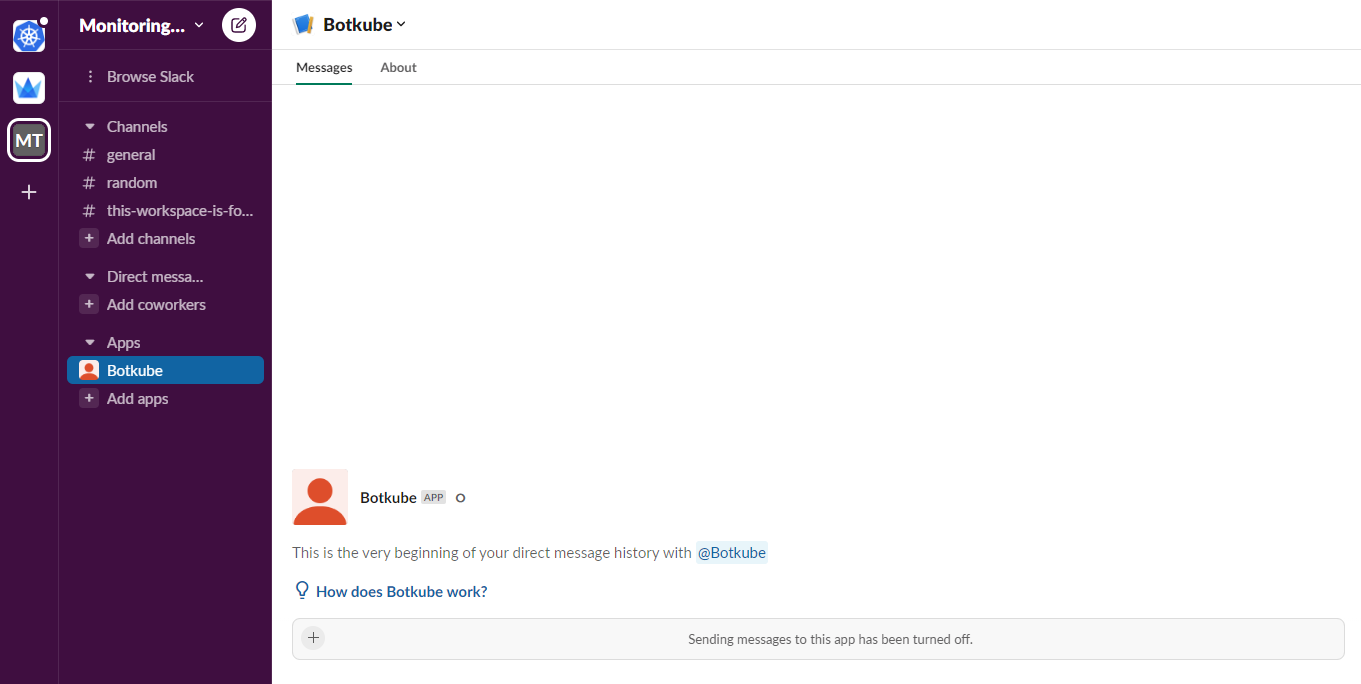 Monitoring...
Browse Slack
MT
Channels
# general
# random
# this-workspace-is-fo...
+ Add channels
Direct messa...
+ Add coworkers
Apps
Botkube
+ Add apps
Botkube
Messages About
Botkube APP
This is the very beginning of your direct message history with @Botkube
How does Botkube work?
Sending messages to this app has been turned off.